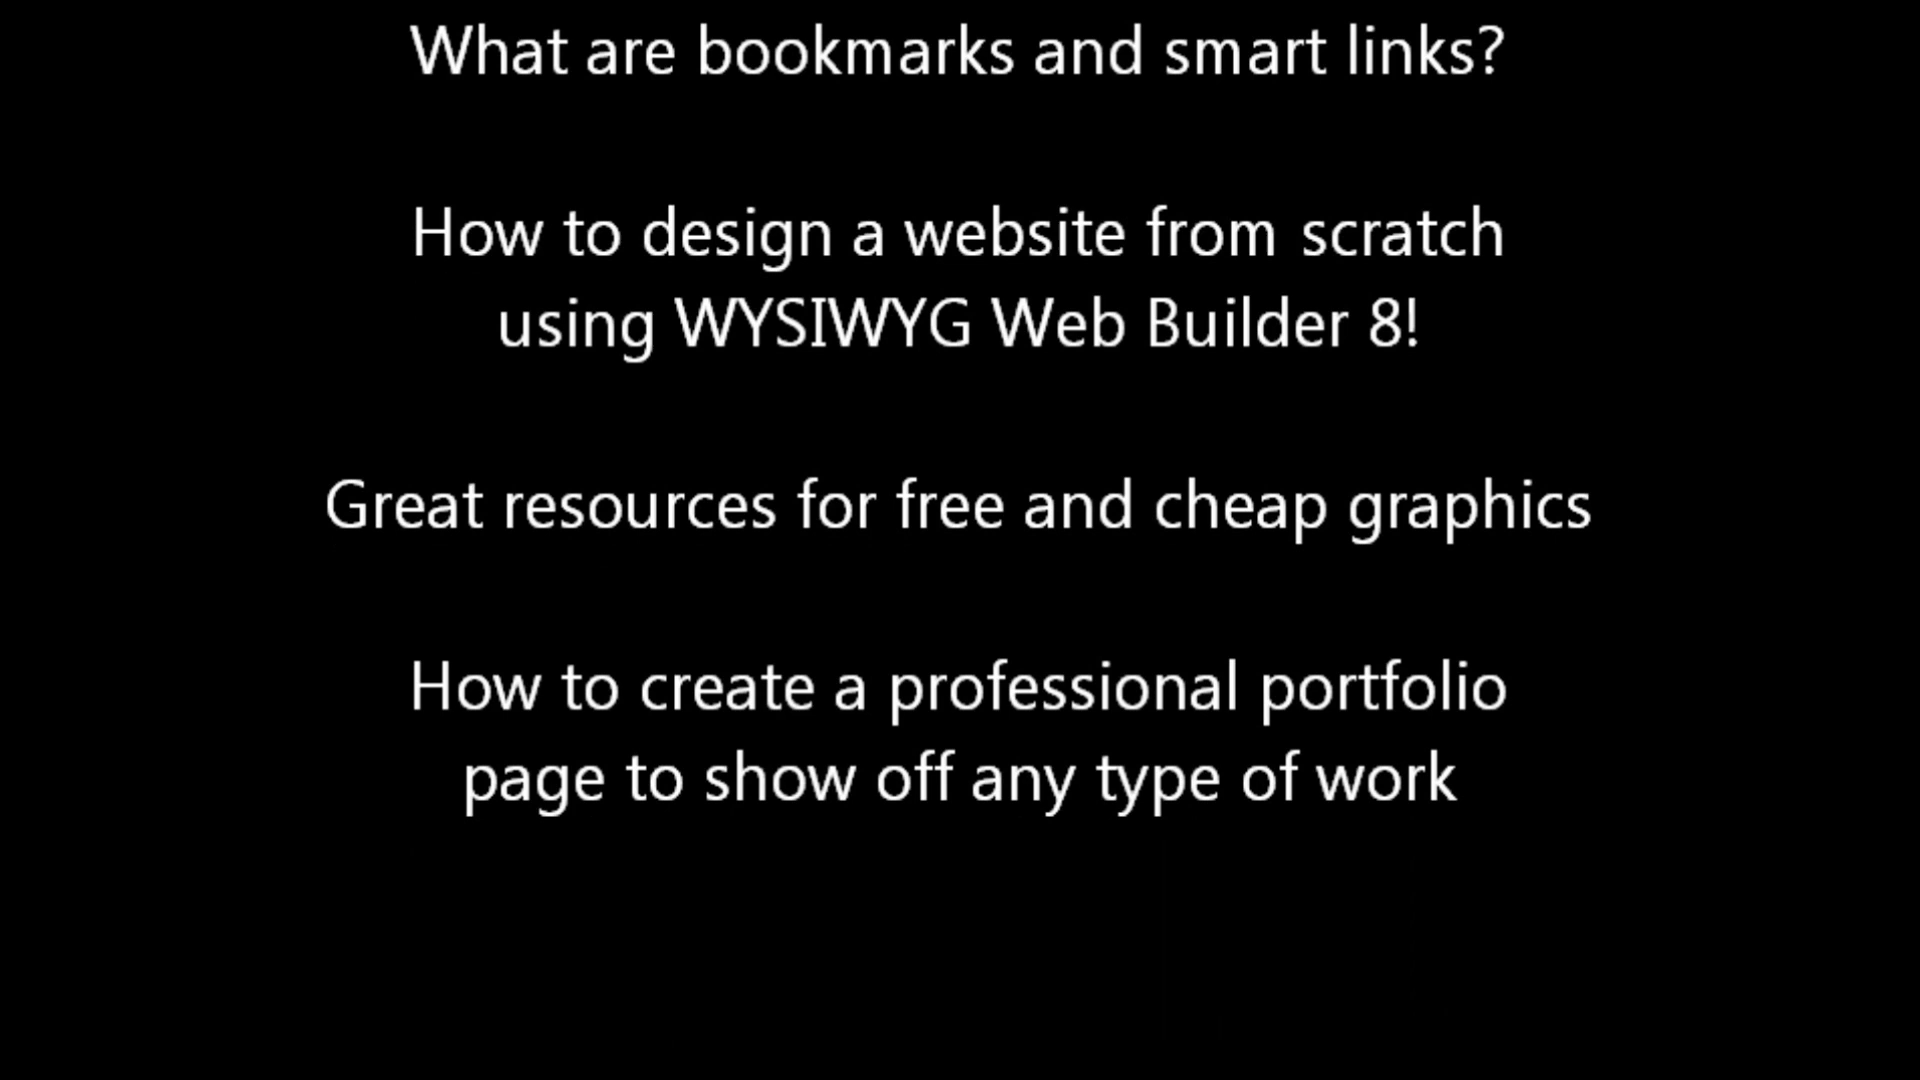 What are bookmarks and smart links?
How to design a website from scratch
using WYSIWYG Web Builder 8!
Great resources for free and cheap graphics
How to create a professional portfolio
page to show off any type of work